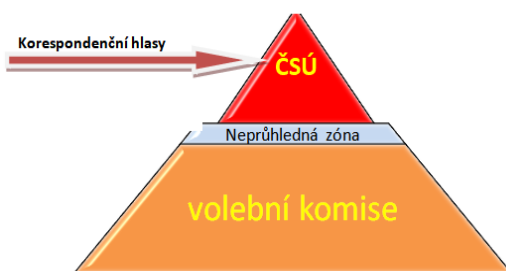 Korespondenční hlasy
ČSÚ
Neprůhledná zóna
volební komise